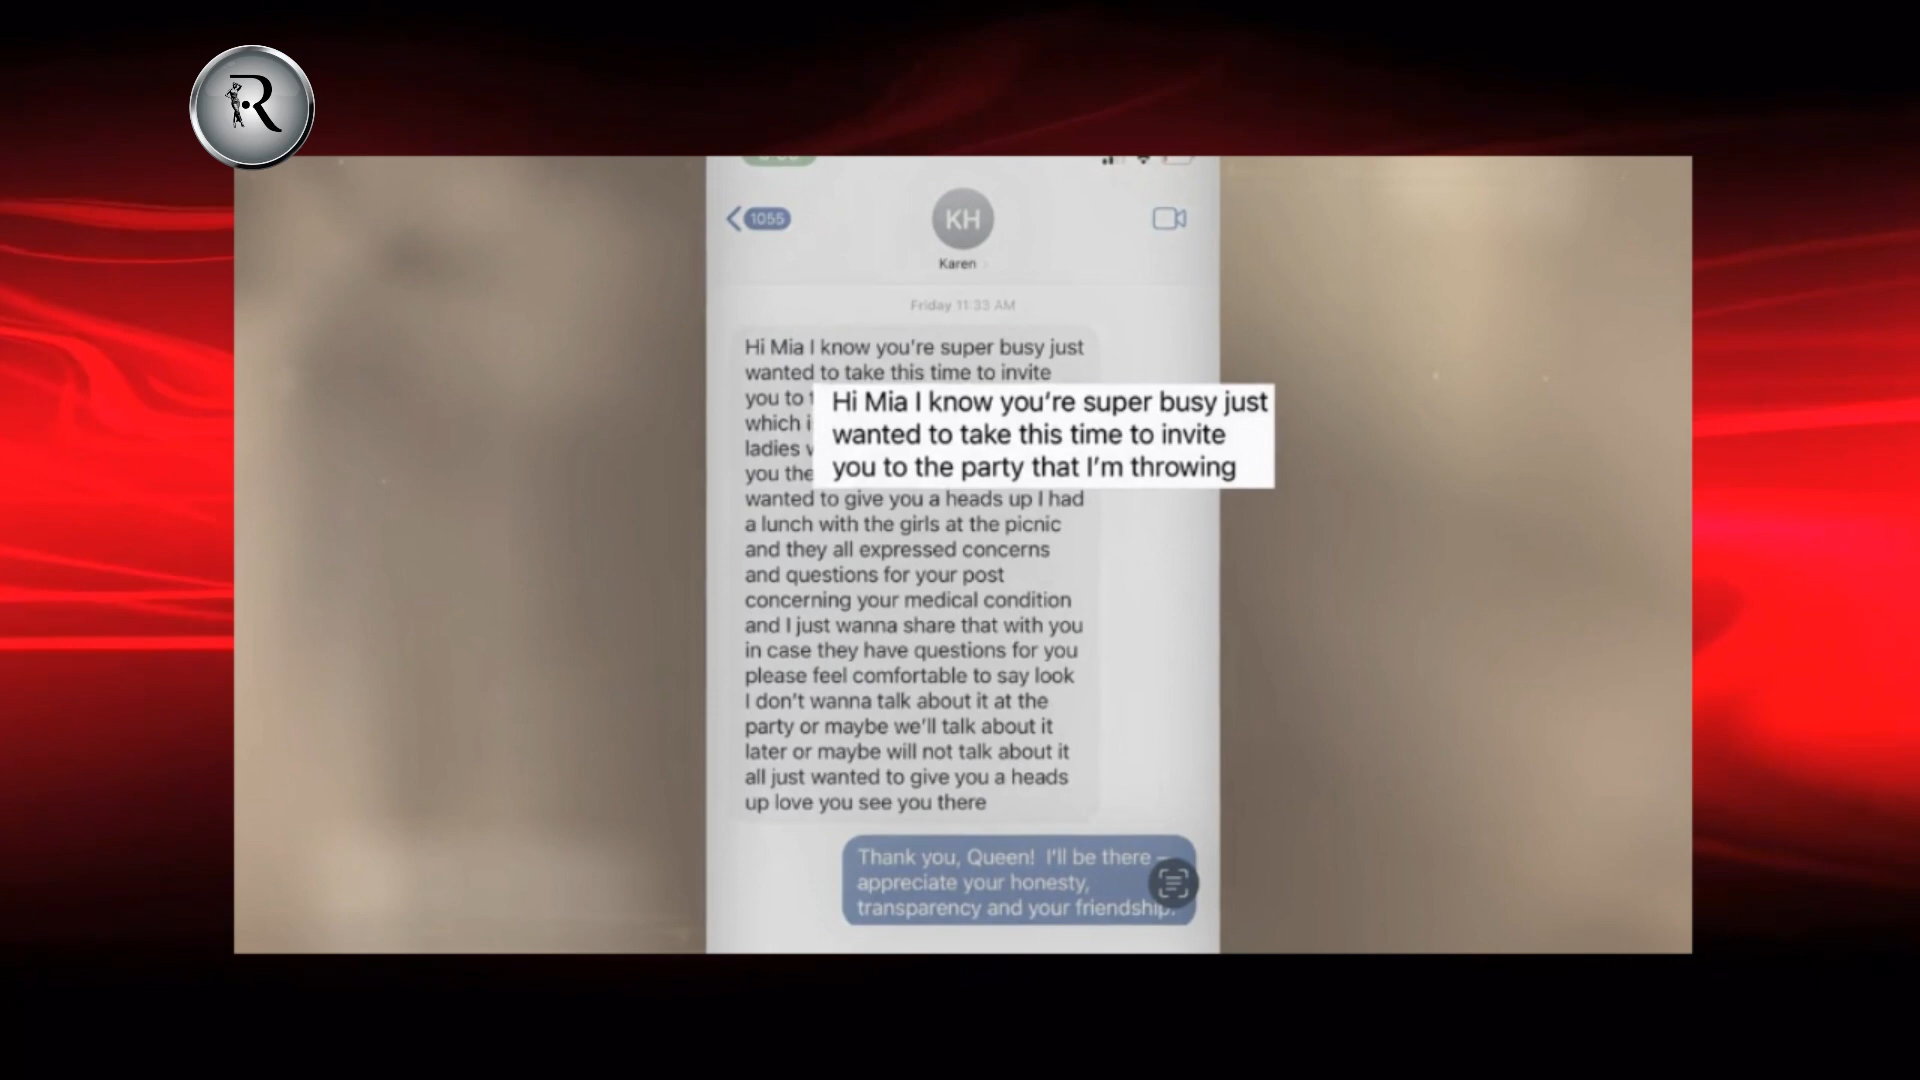 R
1055
KH
Karen
Friday 11:33 AM
Hi Mia I know you're super busy just
wanted to take this time to invite
you to
which
ladies
you the
Hi Mia I know you're super busy just
wanted to take this time to invite
you to the party that I'm throwing
wanted to give you a heads up I had
a lunch with the girls at the picnic
and they all expressed concerns
and questions for your post
concerning your medical condition
and I just wanna share that with you
in case they have questions for you
please feel comfortable to say look
I don't wanna talk about it at the
party or maybe we'll talk about it
later or maybe will not talk about it
all just wanted to give you a heads
up love you see you there
Thank you, Queen! I'll be there –
appreciate your honesty,
transparency and your friendship.